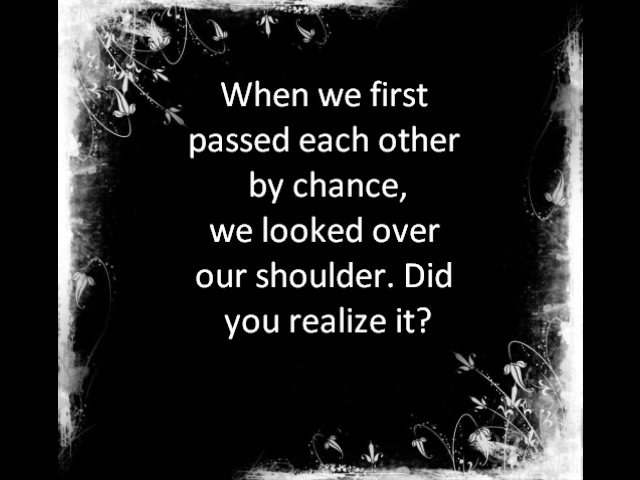 When we first
passed each other
by chance,
we looked over
our shoulder. Did
you realize it?